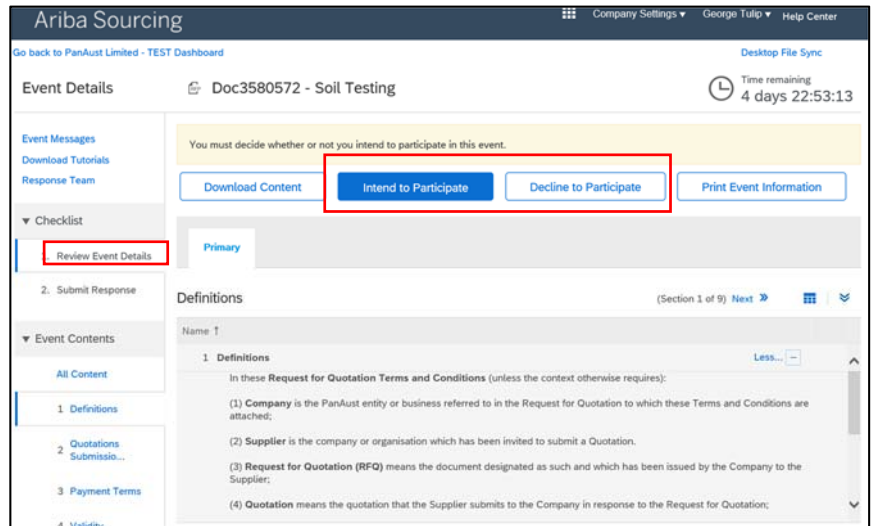 Ariba Sourcing
Company Settings ▾ George Tulip ▾ Help Center
Go back to PanAust Limited - TEST Dashboard
Desktop File Sync
Event Details
Doc3580572 - Soil Testing
Time remaining
4 days 22:53:13
Event Messages
Download Tutorials
Response Team
▼ Checklist
1. Review Event Details
2. Submit Response
▼ Event Contents
All Content
1 Definitions
2 Quotations
Submissio...
3 Payment Terms
4 Validity
You must decide whether or not you intend to participate in this event.
Download Content
Intend to Participate
Decline to Participate
Print Event Information
Primary
Definitions
(Section 1 of 9) Next »
Name ↑
1 Definitions
Less... −
In these Request for Quotation Terms and Conditions (unless the context otherwise requires):
(1) Company is the PanAust entity or business referred to in the Request for Quotation to which these Terms and Conditions are
attached;
(2) Supplier is the company or organisation which has been invited to submit a Quotation.
(3) Request for Quotation (RFQ) means the document designated as such and which has been issued by the Company to the
Supplier;
(4) Quotation means the quotation that the Supplier submits to the Company in response to the Request for Quotation;